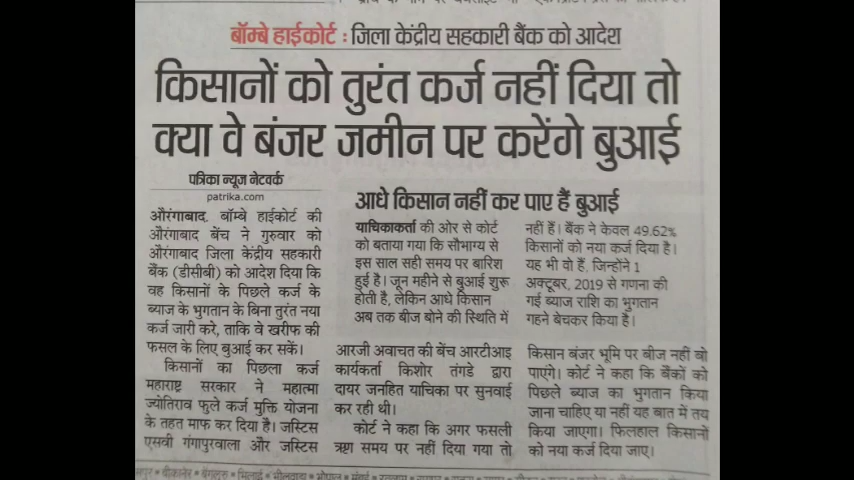 बॉम्बे हाईकोर्ट : जिला केंद्रीय सहकारी बैंक को आदेश
किसानों को तुरंत कर्ज नहीं दिया तो
क्या वे बंजर जमीन पर करेंगे बुआई
पत्रिका न्यूज नेटवर्क
patrika.com
औरंगाबाद. बॉम्बे हाईकोर्ट की
औरंगाबाद बेंच ने गुरुवार को
औरंगाबाद जिला केंद्रीय सहकारी
बैंक (डीसीबी) को आदेश दिया कि
वह किसानों के पिछले कर्ज के
ब्याज के भुगतान के बिना तुरंत नया
कर्ज जारी करे, ताकि वे खरीफ की
फसल के लिए बुआई कर सकें।
किसानों का पिछला कर्ज
महाराष्ट्र सरकार ने महात्मा
ज्योतिराव फुले कर्ज मुक्ति योजना
के तहत माफ कर दिया है। जस्टिस
एसवी गंगापुरवाला और जस्टिस
आधे किसान नहीं कर पाए हैं बुआई
याचिकाकर्ता की ओर से कोर्ट
को बताया गया कि सौभाग्य से
इस साल सही समय पर बारिश
हुई है। जून महीने से बुआई शुरू
होती है, लेकिन आधे किसान
अब तक बीज बोने की स्थिति में
नहीं हैं। बैंक ने केवल 49.62%
किसानों को नया कर्ज दिया है।
यह भी वो हैं, जिन्होंने 1
अक्टूबर, 2019 से गणना की
गई ब्याज राशि का भुगतान
गहने बेचकर किया है।
आरजी अवाचत की बेंच आरटीआइ
कार्यकर्ता किशोर तंगडे द्वारा
दायर जनहित याचिका पर सुनवाई
कर रही थी।
कोर्ट ने कहा कि अगर फसली
ऋण समय पर नहीं दिया गया तो
किसान बंजर भूमि पर बीज नहीं बो
पाएंगे। कोर्ट ने कहा कि बैंकों को
पिछले ब्याज का भुगतान किया
जाना चाहिए या नहीं यह बात में तय
किया जाएगा। फिलहाल किसानों
को नया कर्ज दिया जाए।